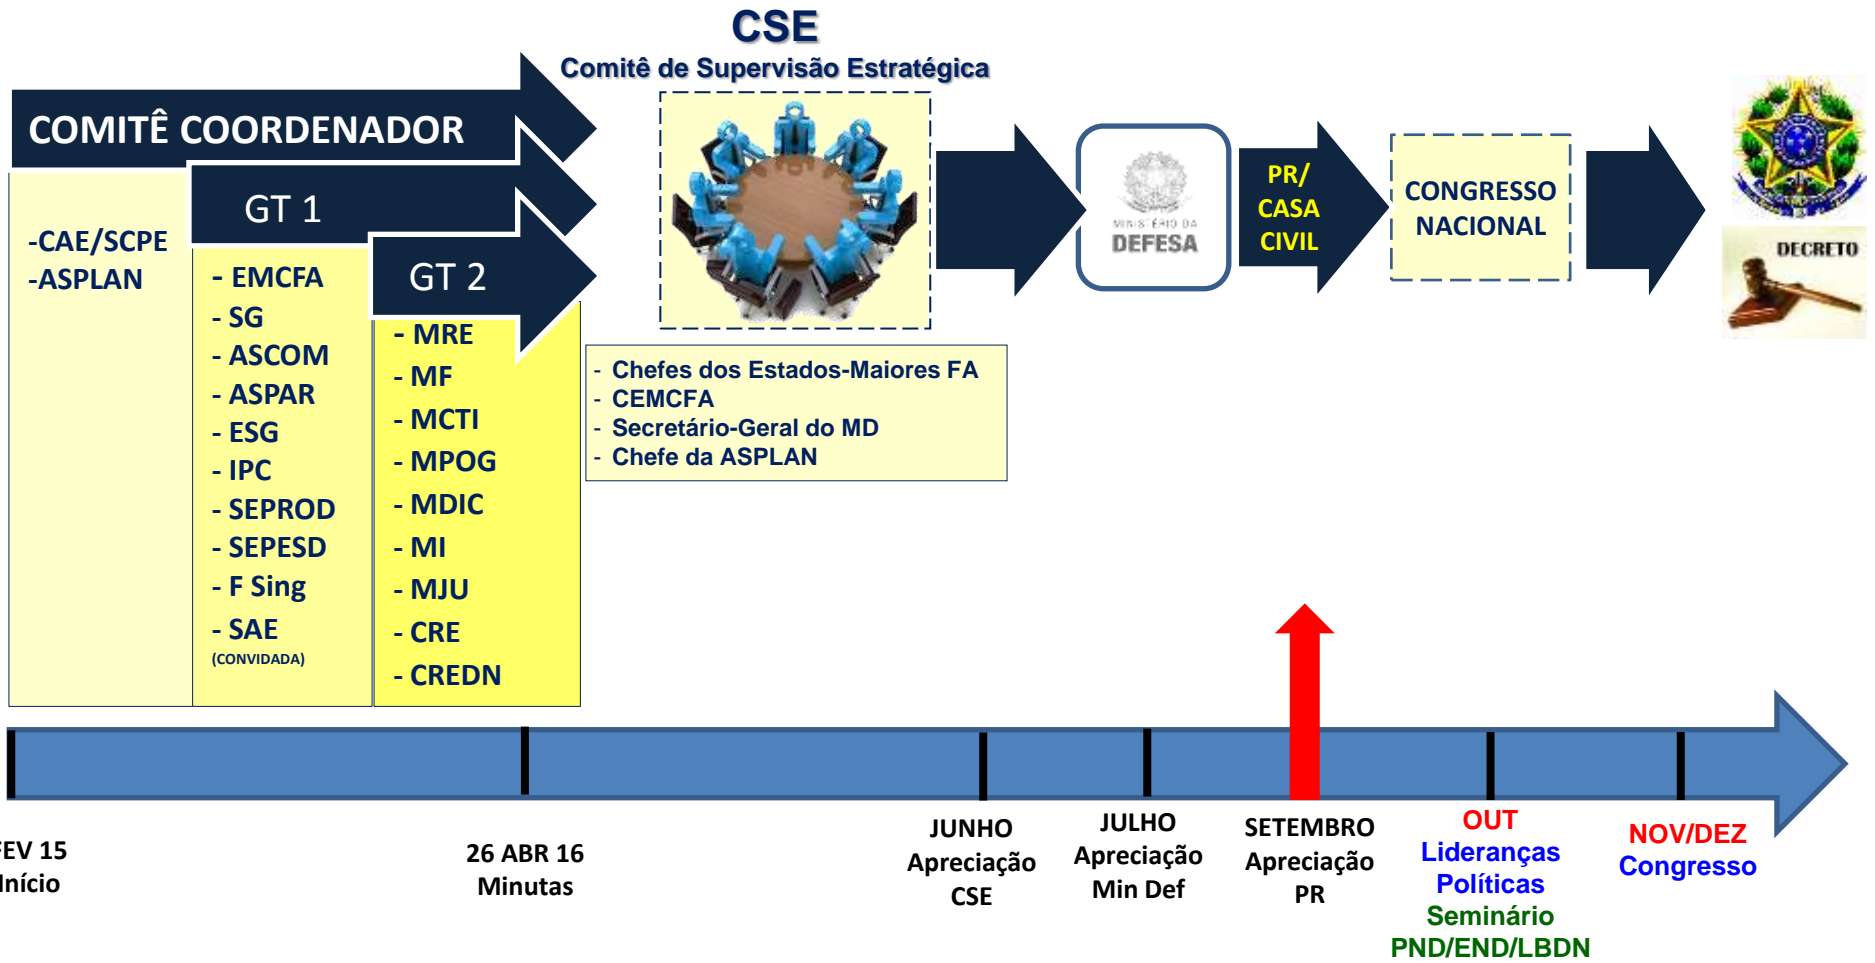 CSE
Comitê de Supervisão Estratégica
COMITÊ COORDENADOR
-CAE/SCPE
-ASPLAN
GT 1
- EMCFA
- SG
- ASCOM
- ASPAR
- ESG
- IPC
- SEPROD
- SEPESD
- F Sing
- SAE
(CONVIDADA)
GT 2
- MRE
- MF
- MCTI
- MPOG
- MDIC
- MI
- MJU
- CRE
- CREDN
- Chefes dos Estados-Maiores FA
- CEMCFA
- Secretário-Geral do MD
- Chefe da ASPLAN
MINISTÉRIO DA
DEFESA
PR/
CASA
CIVIL
CONGRESSO
NACIONAL
DECRETO
FEV 15
Início
26 ABR 16
Minutas
JUNHO
Apreciação
CSE
JULHO
Apreciação
Min Def
SETEMBRO
Apreciação
PR
OUT
Lideranças
Políticas
Seminário
PND/END/LBDN
NOV/DEZ
Congresso